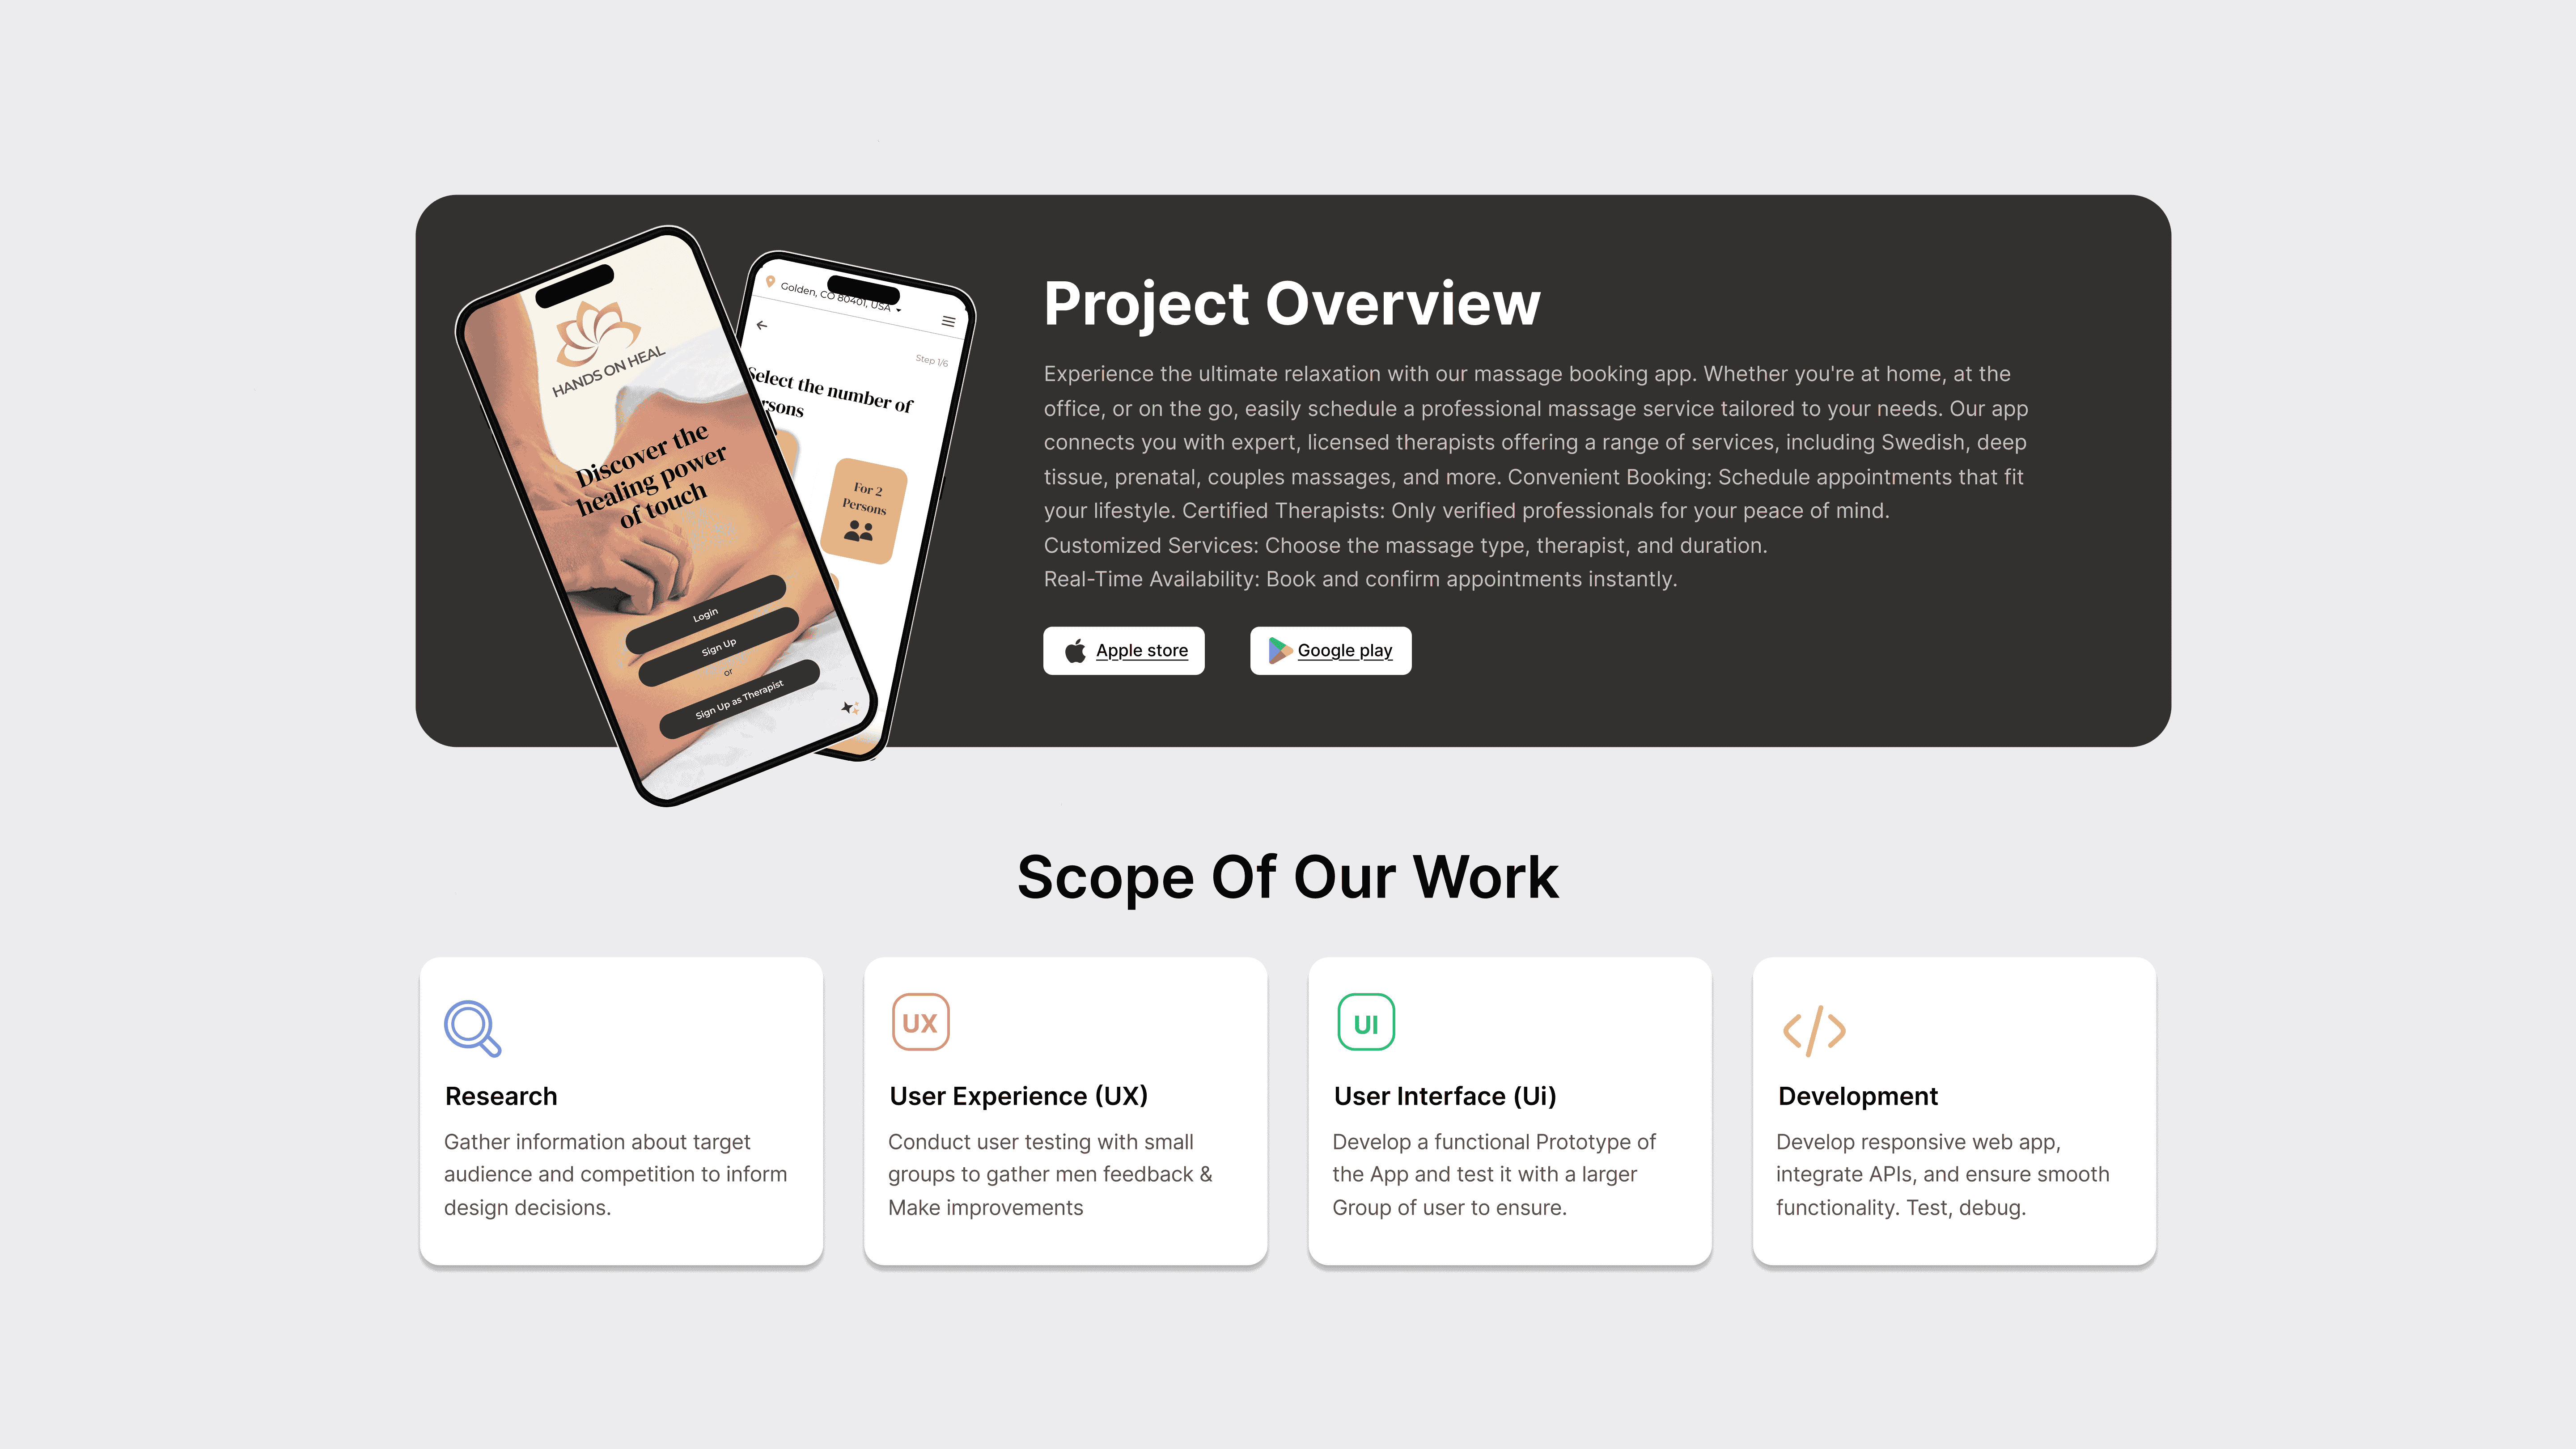 HANDS ON HEAL
Discover the
healing power
of touch
Login
Sign Up
or
Sign Up as Therapist
Golden, CO 80401, USA
Step 1/6
Select the number of
rsons
For 2
Persons
Project Overview
Experience the ultimate relaxation with our massage booking app. Whether you're at home, at the
office, or on the go, easily schedule a professional massage service tailored to your needs. Our app
connects you with expert, licensed therapists offering a range of services, including Swedish, deep
tissue, prenatal, couples massages, and more. Convenient Booking: Schedule appointments that fit
your lifestyle. Certified Therapists: Only verified professionals for your peace of mind.
Customized Services: Choose the massage type, therapist, and duration.
Real-Time Availability: Book and confirm appointments instantly.
Apple store
Google play
Scope Of Our Work
Research
Gather information about target
audience and competition to inform
design decisions.
UX
User Experience (UX)
Conduct user testing with small
groups to gather men feedback &
Make improvements
UI
User Interface (Ui)
Develop a functional Prototype of
the App and test it with a larger
Group of user to ensure.
Development
Develop responsive web app,
integrate APIs, and ensure smooth
functionality. Test, debug.